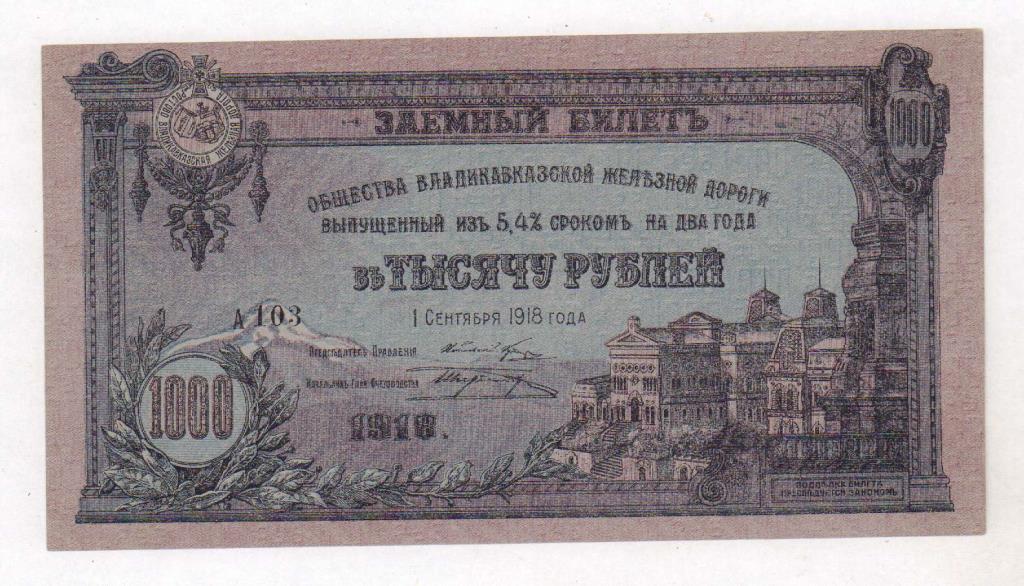 ЗАЕМНЫЙ БИЛЕТЪ
1000
ОБЩЕСТВА ВЛАДИКАВКАЗСКОЙ ЖЕЛѢЗНОЙ ДОРОГИ
ВЫПУЩЕННЫЙ ИЗЪ 5,4% СРОКОМЪ НА ДВА ГОДА
ВЪ ТЫСЯЧУ РУБЛЕЙ
А 103
1 СЕНТЯБРЯ 1918 ГОДА
ПРЕДСѢДАТЕЛЬ ПРАВЛЕНІЯ
1000
1918.
ПОДДѢЛКА БИЛЕТА
ПРЕСЛѢДУЕТСЯ ЗАКОНОМЪ